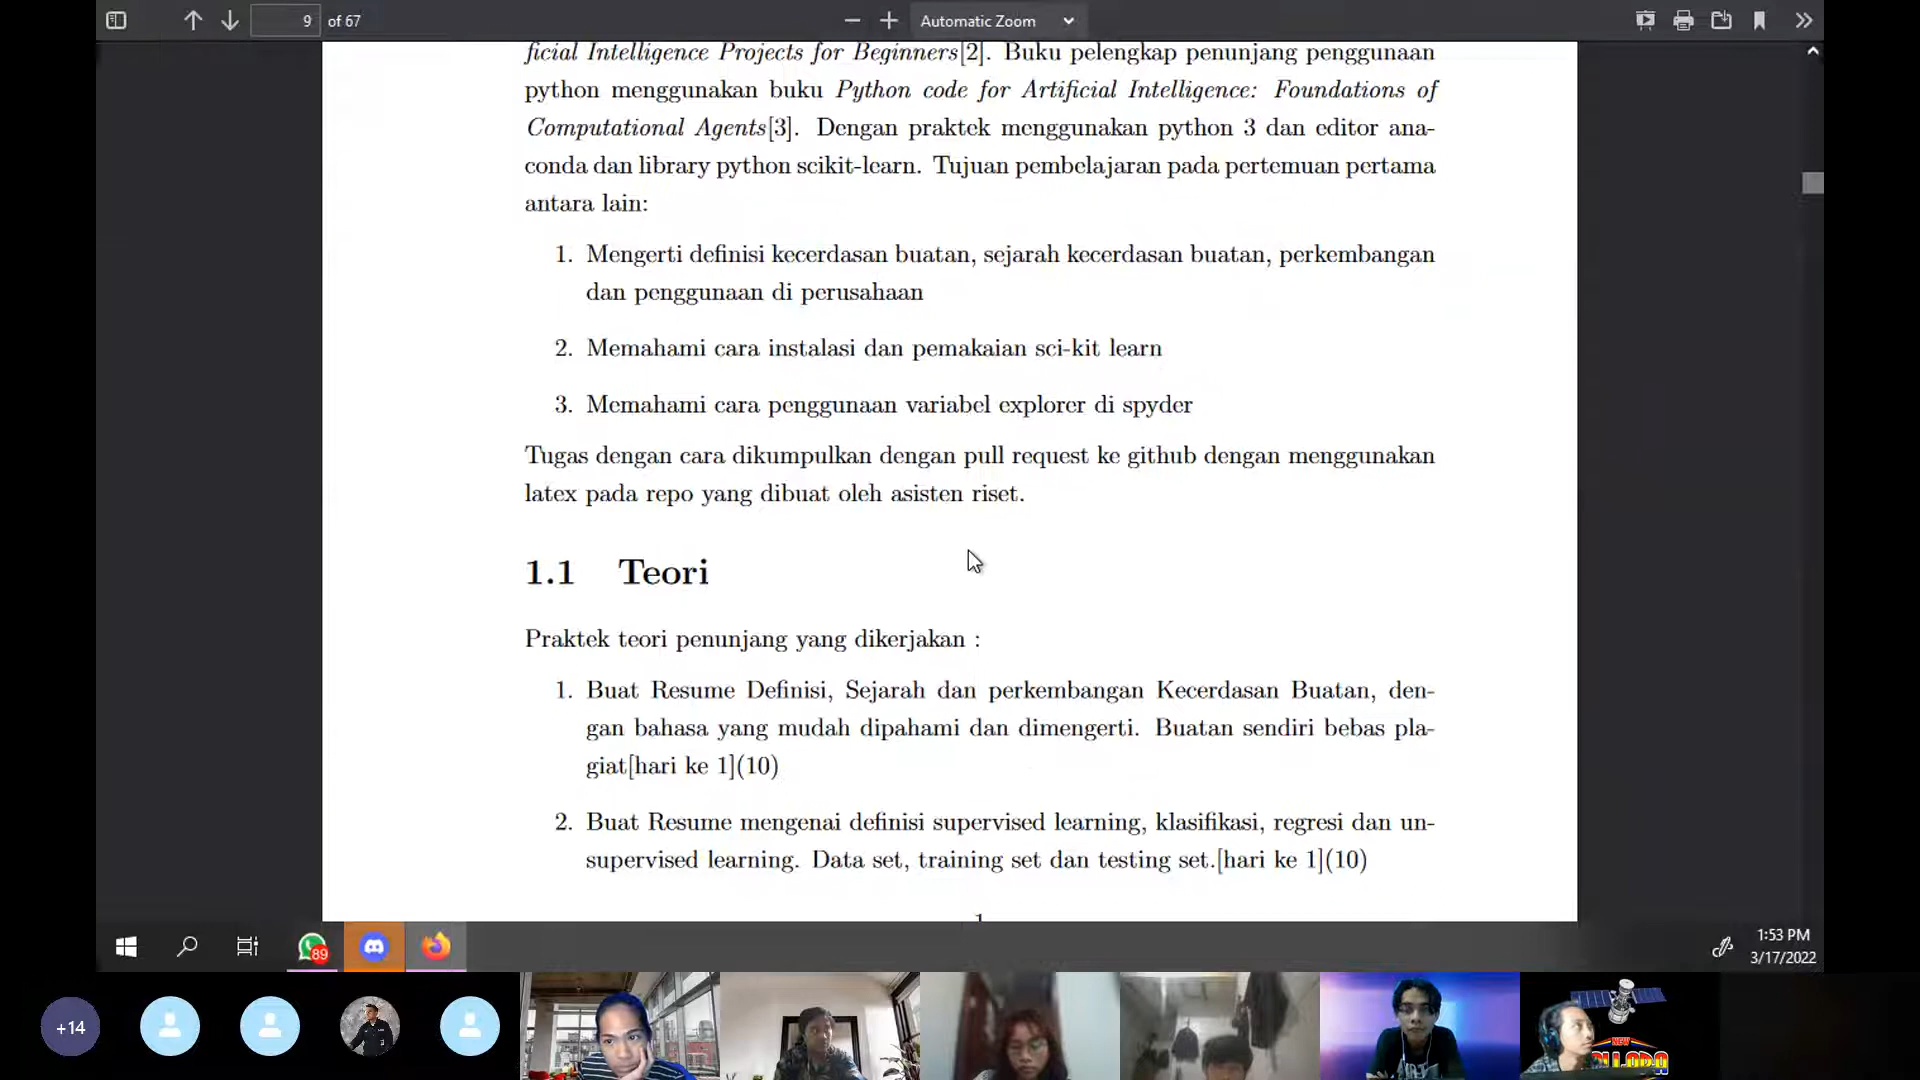 9 of 67 Automatic Zoom
ficial Intelligence Projects for Beginners[2]. Buku pelengkap penunjang penggunaan
python menggunakan buku Python code for Artificial Intelligence: Foundations of
Computational Agents[3]. Dengan praktek menggunakan python 3 dan editor ana-
conda dan library python scikit-learn. Tujuan pembelajaran pada pertemuan pertama
antara lain:
1. Mengerti definisi kecerdasan buatan, sejarah kecerdasan buatan, perkembangan
dan penggunaan di perusahaan
2. Memahami cara instalasi dan pemakaian sci-kit learn
3. Memahami cara penggunaan variabel explorer di spyder
Tugas dengan cara dikumpulkan dengan pull request ke github dengan menggunakan
latex pada repo yang dibuat oleh asisten riset.
1.1 Teori
Praktek teori penunjang yang dikerjakan :
1. Buat Resume Definisi, Sejarah dan perkembangan Kecerdasan Buatan, den-
gan bahasa yang mudah dipahami dan dimengerti. Buatan sendiri bebas pla-
giat[hari ke 1](10)
2. Buat Resume mengenai definisi supervised learning, klasifikasi, regresi dan un-
supervised learning. Data set, training set dan testing set.[hari ke 1](10)
89
1:53 PM
3/17/2022
+14
NEW